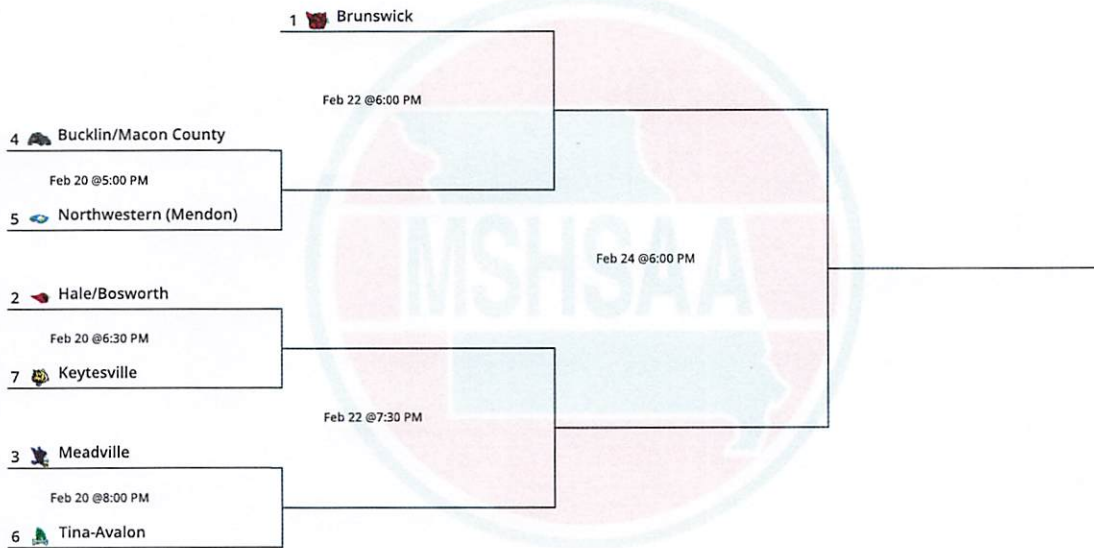 1 Brunswick
Feb 22 @6:00 PM
4 Bucklin/Macon County
Feb 20 @5:00 PM
5 Northwestern (Mendon)
MSHSAA
Feb 24 @6:00 PM
2 Hale/Bosworth
Feb 20 @6:30 PM
7 Keytesville
Feb 22 @7:30 PM
3 Meadville
Feb 20 @8:00 PM
6 Tina-Avalon